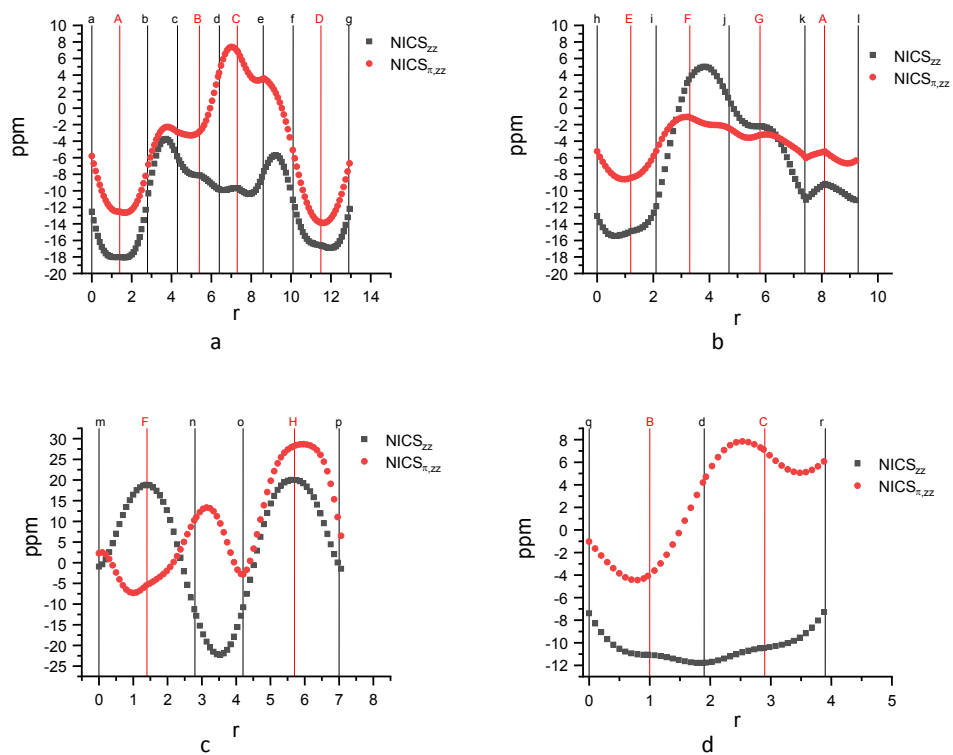 a A b c B d C e f D g
NICSzz
NICSπ,zz
10
8
6
4
2
0
-2
-4
-6
-8
-10
-12
-14
-16
-18
-20
ppm
0 2 4 6 8 10 12 14
r
a
h E i F j G k A l
NICSzz
NICSπ,zz
10
8
6
4
2
0
-2
-4
-6
-8
-10
-12
-14
-16
-18
-20
ppm
0 2 4 6 8 10
r
b
m F n o H p
NICSzz
NICSπ,zz
30
25
20
15
10
5
0
-5
-10
-15
-20
-25
ppm
0 1 2 3 4 5 6 7 8
r
c
q B d C r
NICSzz
NICSπ,zz
8
6
4
2
0
-2
-4
-6
-8
-10
-12
ppm
0 1 2 3 4 5
r
d